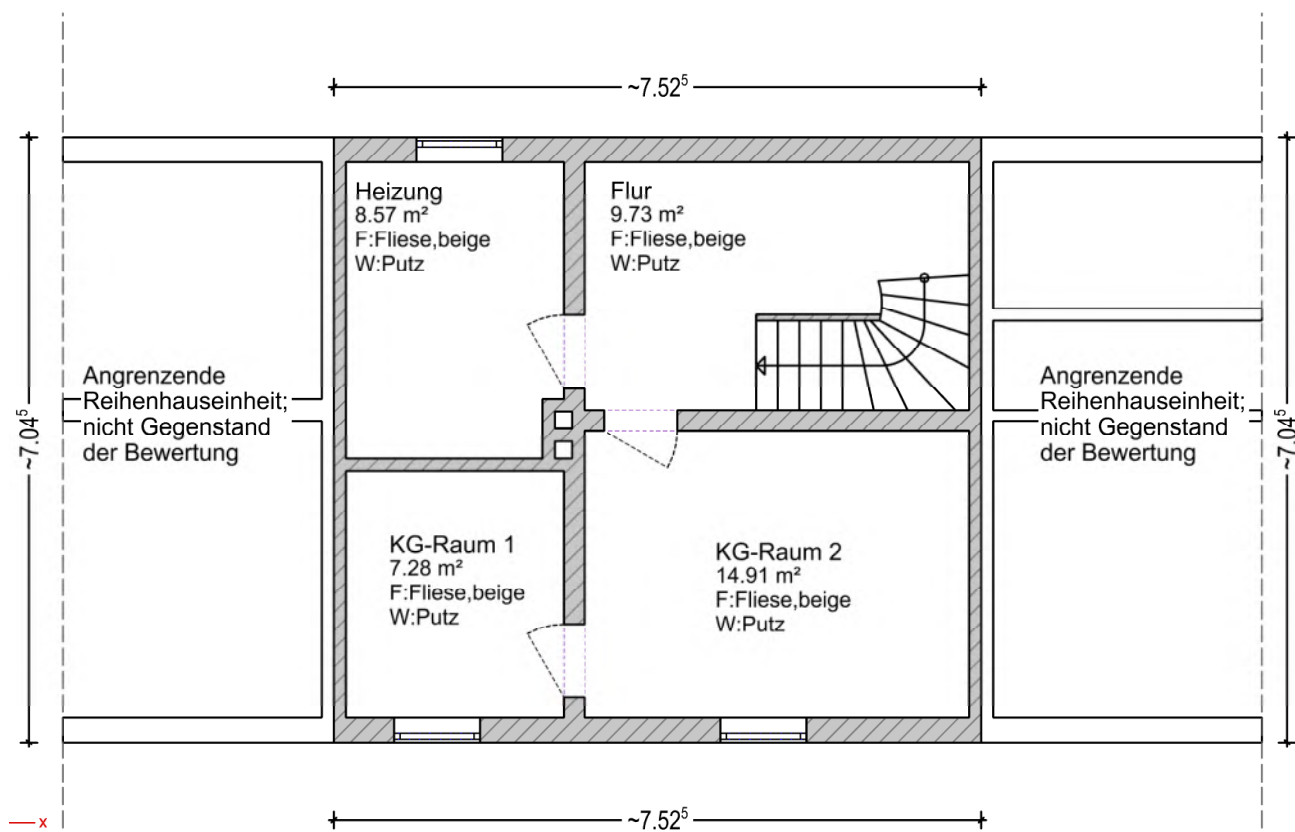 ~7.52⁵
Heizung
8.57 m²
F:Fliese,beige
W:Putz
Flur
9.73 m²
F:Fliese,beige
W:Putz
~7.04⁵
Angrenzende
Reihenhauseinheit;
nicht Gegenstand
der Bewertung
Angrenzende
Reihenhauseinheit;
nicht Gegenstand
der Bewertung
~7.04⁵
KG-Raum 1
7.28 m²
F:Fliese,beige
W:Putz
KG-Raum 2
14.91 m²
F:Fliese,beige
W:Putz
x
~7.52⁵